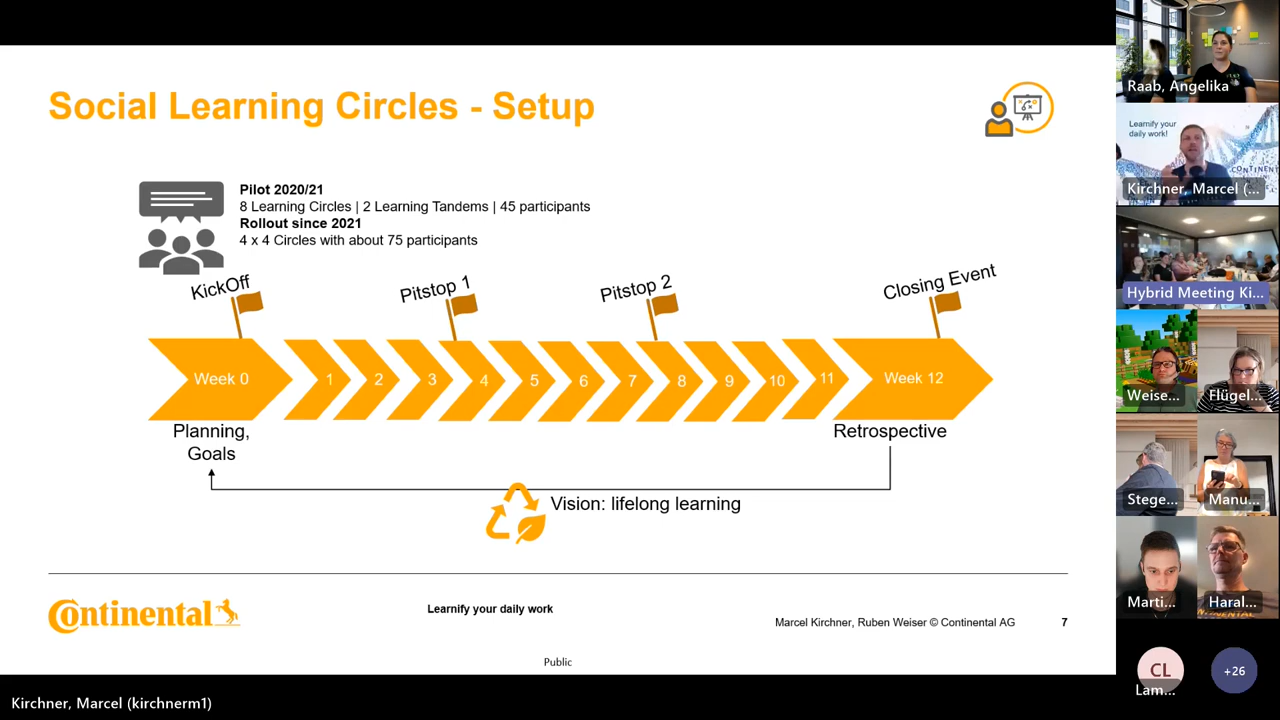 Social Learning Circles - Setup
Pilot 2020/21
8 Learning Circles | 2 Learning Tandems | 45 participants
Rollout since 2021
4 x 4 Circles with about 75 participants
KickOff
Pitstop 1
Pitstop 2
Closing Event
Week 0
1
2
3
4
5
6
7
8
9
10
11
Week 12
Planning,
Goals
Retrospective
Vision: lifelong learning
Continental
Learnify your daily work
Marcel Kirchner, Ruben Weiser © Continental AG
7
Public
Kirchner, Marcel (kirchnerm1)
Raab, Angelika
Learnify your
daily work!
Kirchner, Marcel (...
Hybrid Meeting Ki...
Weise...
Flügel...
Stege...
Manu...
Marti...
Haral...
CL
Lam...
+26